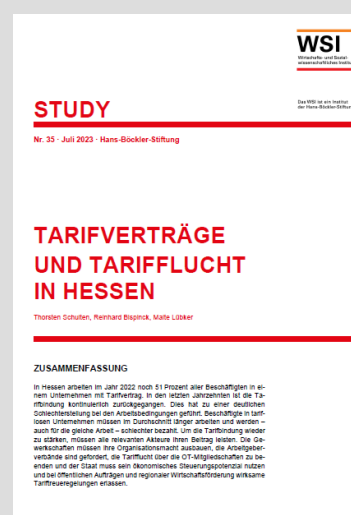 WSI
Wirtschafts- und Sozial-
wissenschaftliches Institut
Das WSI ist ein Institut
der Hans-Böckler-Stiftung
STUDY
Nr. 35 · Juli 2023 · Hans-Böckler-Stiftung
TARIFVERTRÄGE
UND TARIFFLUCHT
IN HESSEN
Thorsten Schulten, Reinhard Bispinck, Malte Lübker
ZUSAMMENFASSUNG
In Hessen arbeiten im Jahr 2022 noch 51 Prozent aller Beschäftigten in ei-
nem Unternehmen mit Tarifvertrag. In den letzten Jahrzehnten ist die Ta-
rifbindung kontinuierlich zurückgegangen. Dies hat zu einer deutlichen
Schlechterstellung bei den Arbeitsbedingungen geführt. Beschäftigte in tarif-
losen Unternehmen müssen im Durchschnitt länger arbeiten und werden –
auch für die gleiche Arbeit – schlechter bezahlt. Um die Tarifbindung wieder
zu stärken, müssen alle relevanten Akteure ihren Beitrag leisten. Die Ge-
werkschaften müssen ihre Organisationsmacht ausbauen, die Arbeitgeber-
verbände sind gefordert, die Tarifflucht über OT-Mitgliedschaften zu be-
enden und der Staat muss sein ökonomisches Steuerungspotenzial nutzen
und bei öffentlichen Aufträgen und regionaler Wirtschaftsförderung wirksame
Tariftreueregelungen erlassen.